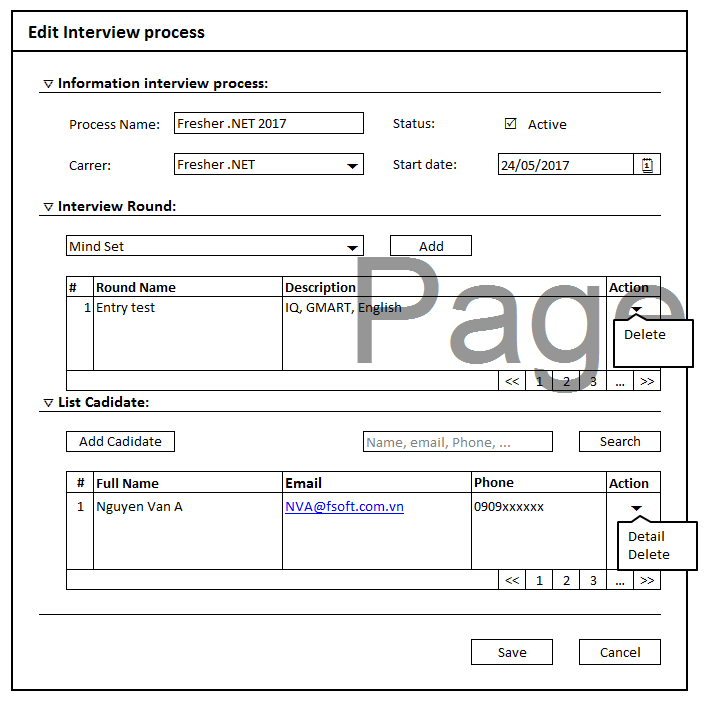 Edit Interview process
Information interview process:
Process Name: Fresher .NET 2017 Status: Active
Carrer: Fresher .NET Start date: 24/05/2017 1
Interview Round:
Mind Set Add
# Round Name Description Action
1 Entry test IQ, GMART, English
Delete
<< 1 2 3 ... >>
Page
List Cadidate:
Add Cadidate Name, email, Phone, ... Search
# Full Name Email Phone Action
1 Nguyen Van A NVA@fsoft.com.vn 0909xxxxxx
Detail
Delete
<< 1 2 3 ... >>
Save Cancel